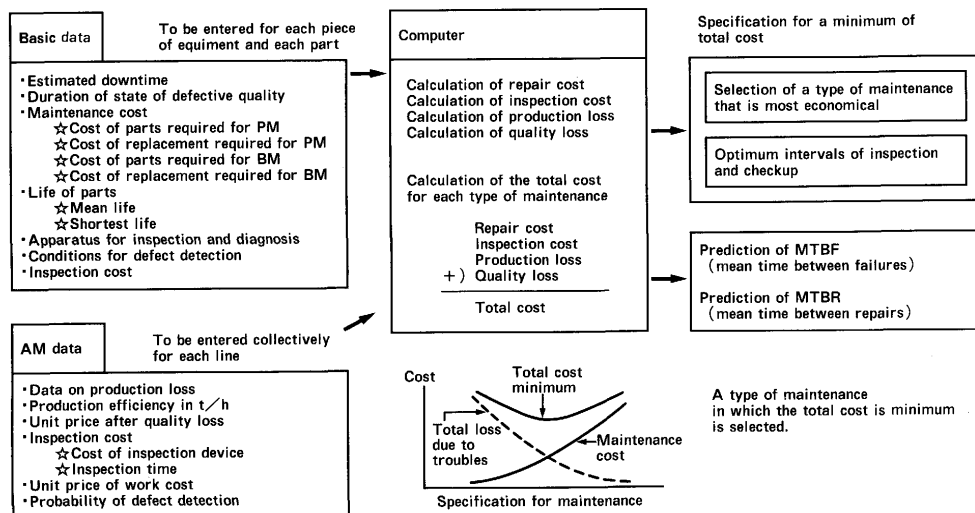 Basic data
To be entered for each piece
of equiment and each part
・Estimated downtime
・Duration of state of defective quality
・Maintenance cost
☆Cost of parts required for PM
☆Cost of replacement required for PM
☆Cost of parts required for BM
☆Cost of replacement required for BM
・Life of parts
☆Mean life
☆Shortest life
・Apparatus for inspection and diagnosis
・Conditions for defect detection
・Inspection cost
AM data
To be entered collectively
for each line
・Data on production loss
・Production efficiency in t/h
・Unit price after quality loss
・Inspection cost
☆Cost of inspection device
☆Inspection time
・Unit price of work cost
・Probability of defect detection
Computer
Calculation of repair cost
Calculation of inspection cost
Calculation of production loss
Calculation of quality loss
Calculation of the total cost
for each type of maintenance
Repair cost
Inspection cost
Production loss
+) Quality loss
Total cost
Specification for a minimum of
total cost
Selection of a type of maintenance
that is most economical
Optimum intervals of inspection
and checkup
Prediction of MTBF
(mean time between failures)
Prediction of MTBR
(mean time between repairs)
Cost
Total cost
minimum
Total loss
due to
troubles
Maintenance
cost
Specification for maintenance
A type of maintenance
in which the total cost is minimum
is selected.